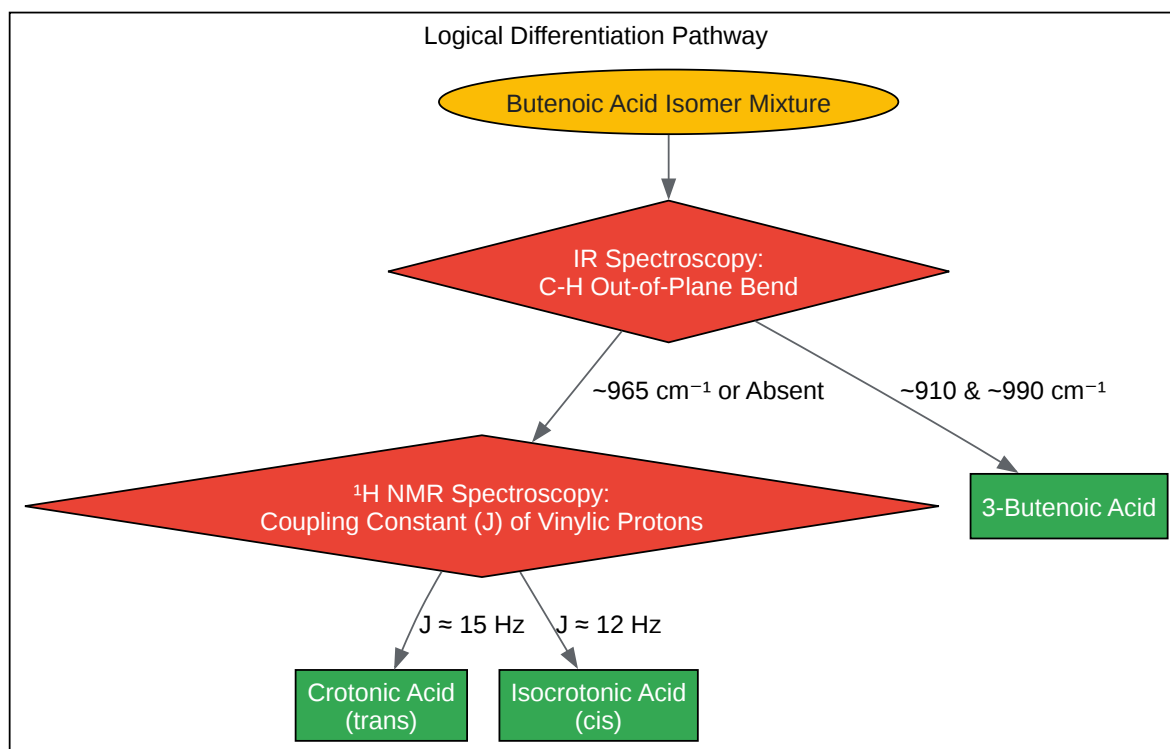 Logical Differentiation Pathway
Butenoic Acid Isomer Mixture
IR Spectroscopy:
C-H Out-of-Plane Bend
~965 cm⁻¹ or Absent
~910 & ~990 cm⁻¹
¹H NMR Spectroscopy:
Coupling Constant (J) of Vinylic Protons
3-Butenoic Acid
J ≈ 15 Hz
J ≈ 12 Hz
Crotonic Acid
(trans)
Isocrotonic Acid
(cis)